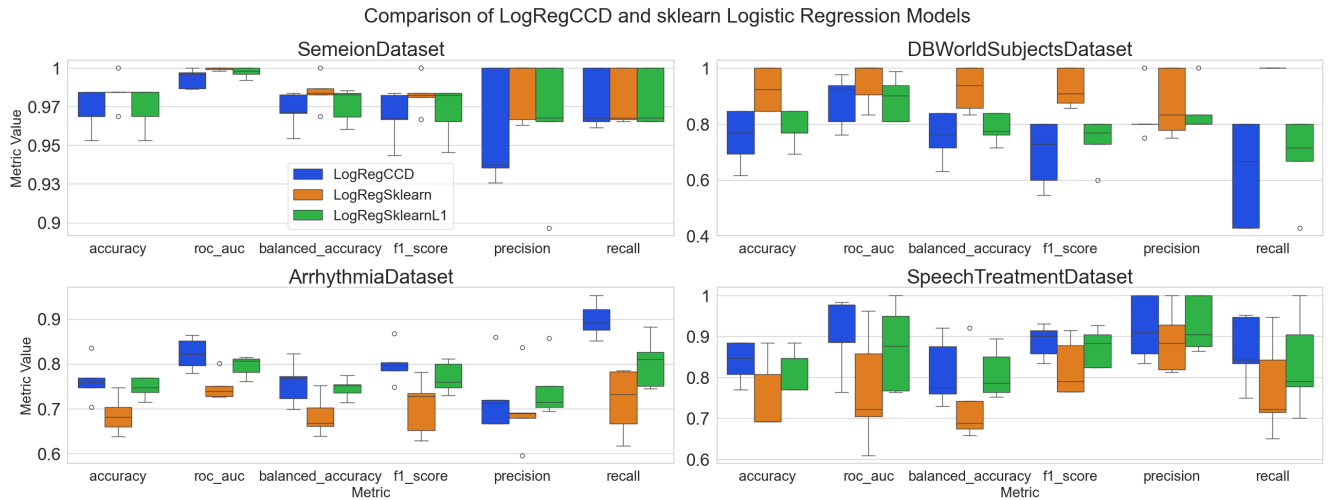 Comparison of LogRegCCD and sklearn Logistic Regression Models
SemeionDataset
Metric Value
1
0.97
0.95
0.93
0.9
LogRegCCD
LogRegSklearn
LogRegSklearnL1
accuracy roc_auc balanced_accuracy f1_score precision recall
DBWorldSubjectsDataset
1
0.8
0.6
0.4
accuracy roc_auc balanced_accuracy f1_score precision recall
ArrhythmiaDataset
Metric Value
0.9
0.8
0.7
0.6
accuracy roc_auc balanced_accuracy f1_score precision recall
Metric
SpeechTreatmentDataset
1
0.9
0.8
0.7
0.6
accuracy roc_auc balanced_accuracy f1_score precision recall
Metric